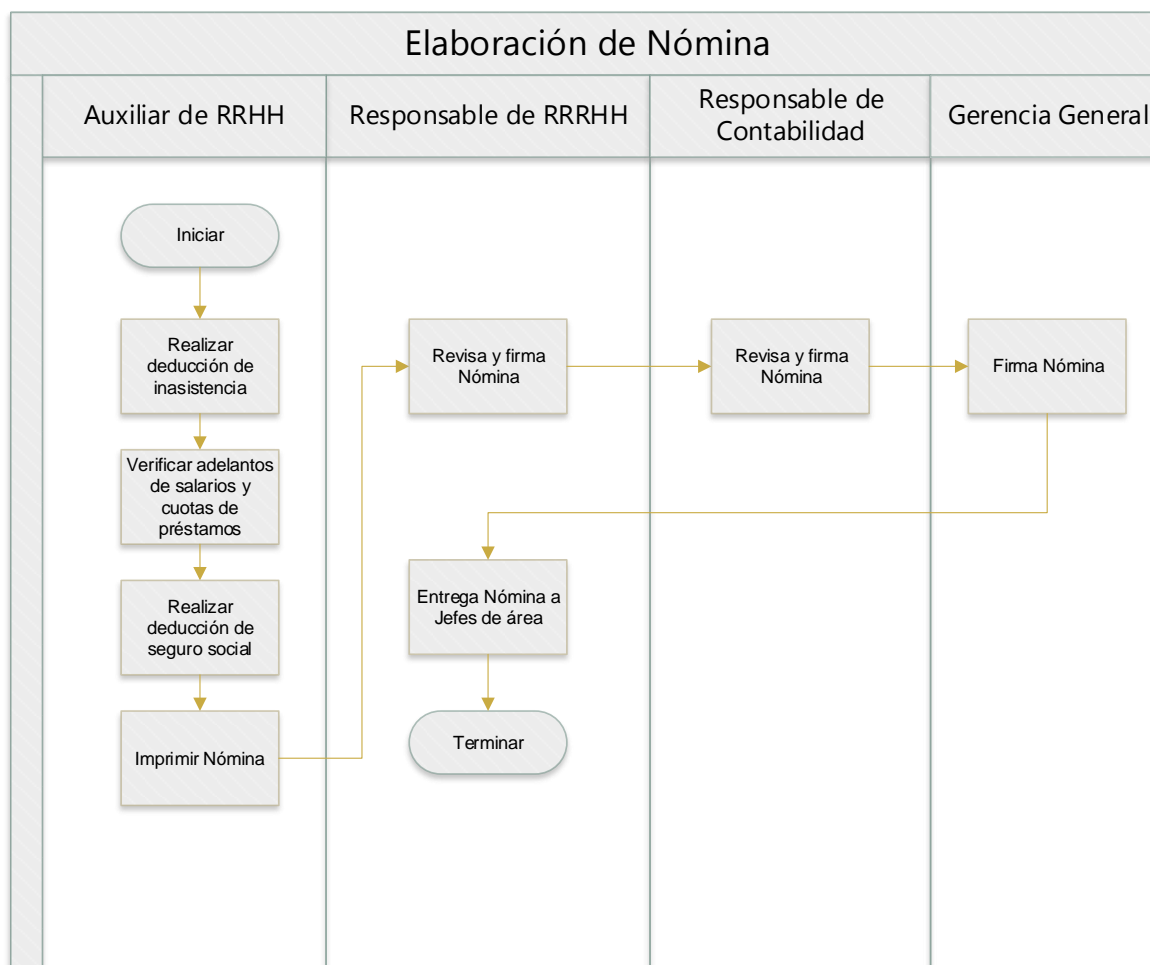 Elaboración de Nómina
Auxiliar de RRHH
Responsable de RRRHH
Responsable de
Contabilidad
Gerencia General
Iniciar
Realizar
deducción de
inasistencia
Verificar adelantos
de salarios y
cuotas de
préstamos
Realizar
deducción de
seguro social
Imprimir Nómina
Revisa y firma
Nómina
Revisa y firma
Nómina
Firma Nómina
Entrega Nómina a
Jefes de área
Terminar